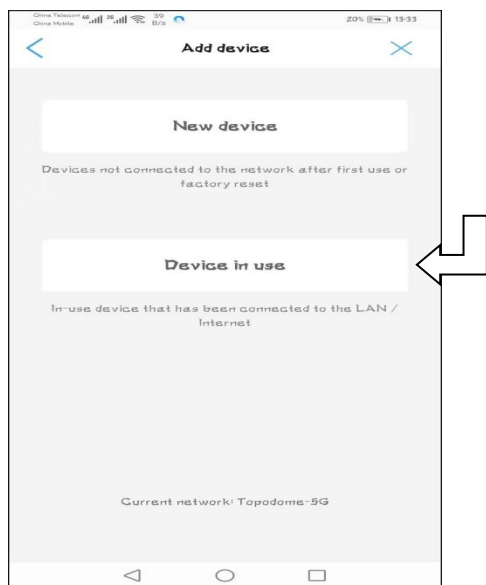 China Telecom 4G 2G 39 B/s 20% 13:33
China Mobile
Add device
New device
Devices not connected to the network after first use or
factory reset
Device in use
In-use device that has been connected to the LAN /
Internet
Current network: Topodome-5G